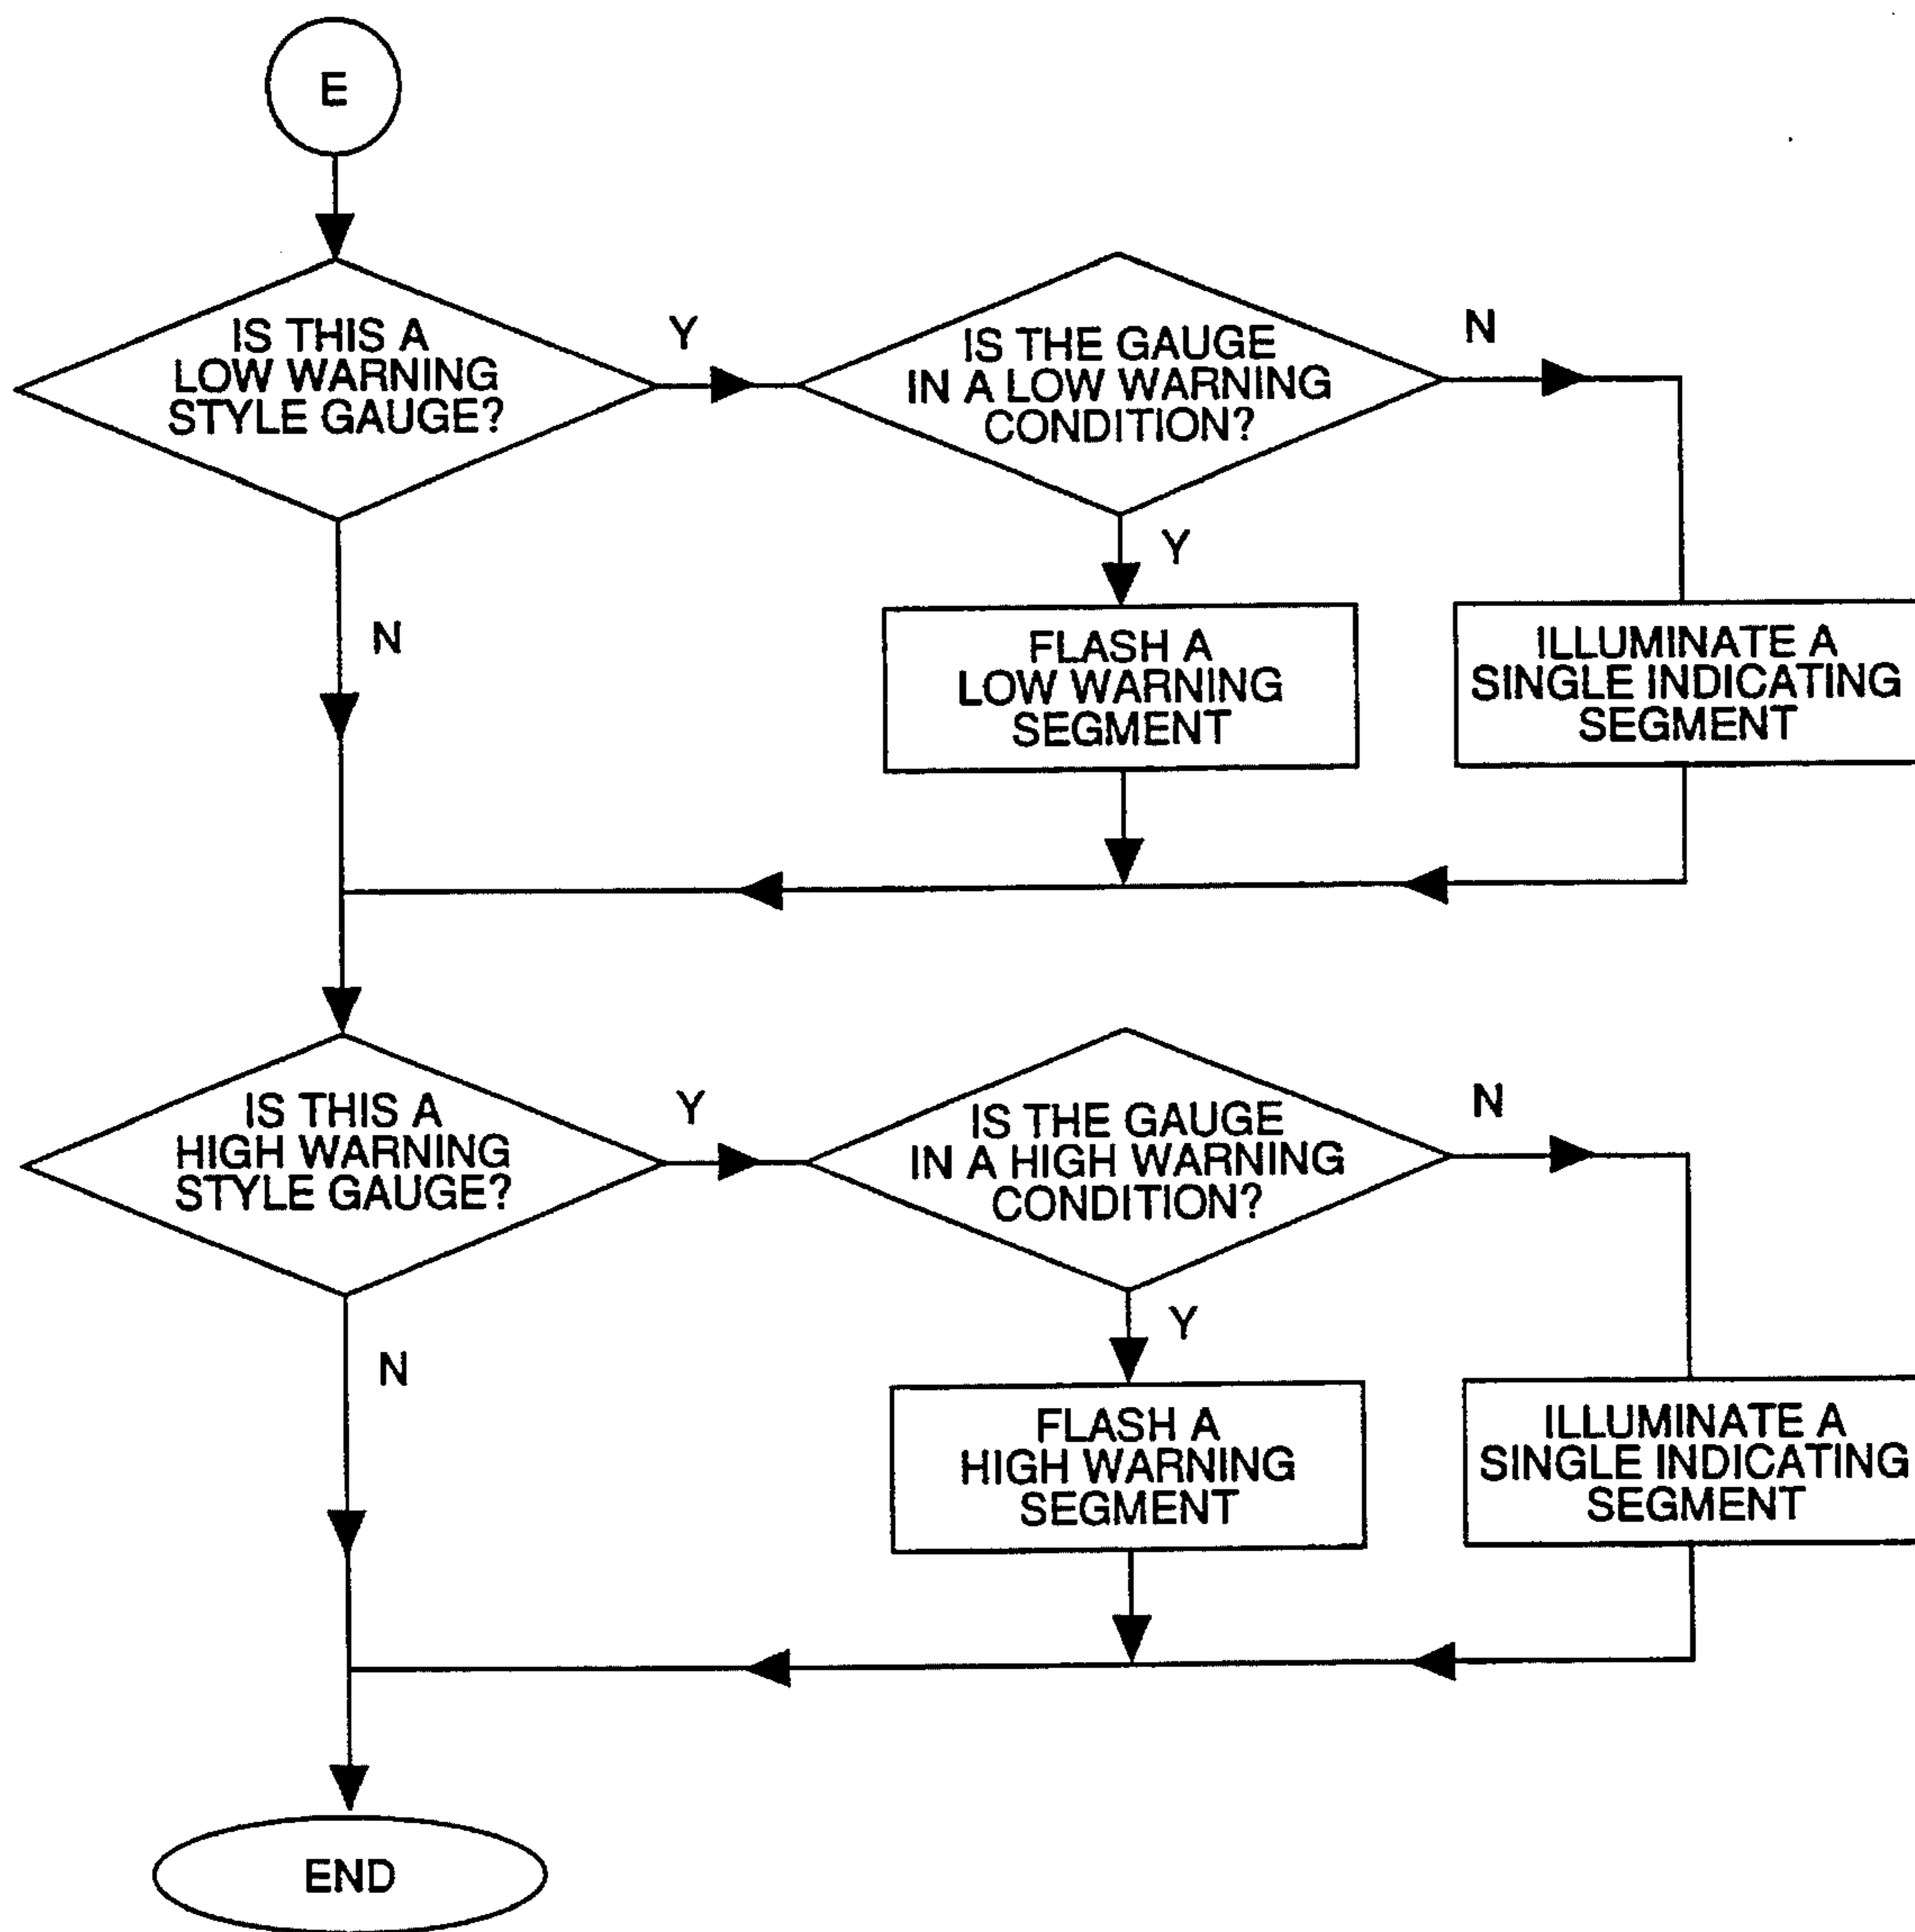 E
IS THIS A
LOW WARNING
STYLE GAUGE?
Y
IS THE GAUGE
IN A LOW WARNING
CONDITION?
N
Y
N
FLASH A
LOW WARNING
SEGMENT
ILLUMINATE A
SINGLE INDICATING
SEGMENT
IS THIS A
HIGH WARNING
STYLE GAUGE?
Y
IS THE GAUGE
IN A HIGH WARNING
CONDITION?
N
Y
N
FLASH A
HIGH WARNING
SEGMENT
ILLUMINATE A
SINGLE INDICATING
SEGMENT
END